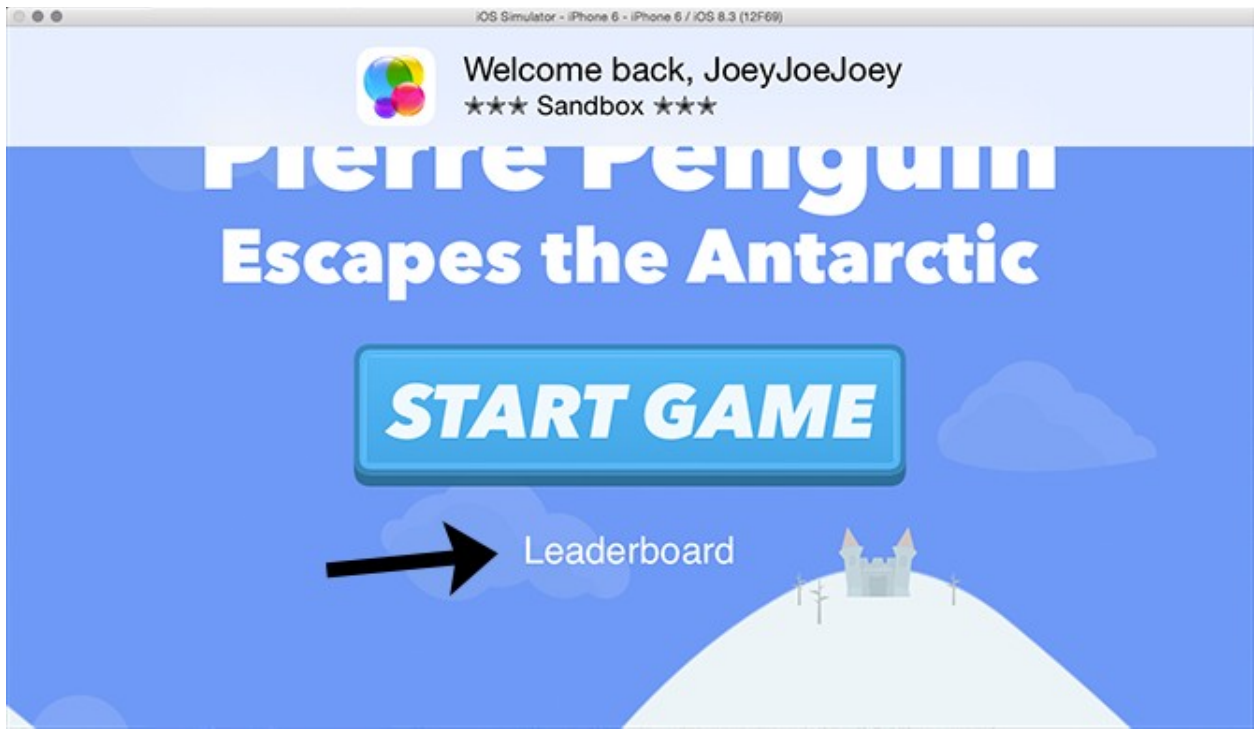 iOS Simulator - iPhone 6 - iPhone 6 / iOS 8.3 (12F69)
Welcome back, JoeyJoeJoey
★★★ Sandbox ★★★
Pierre Penguin
Escapes the Antarctic
START GAME
Leaderboard